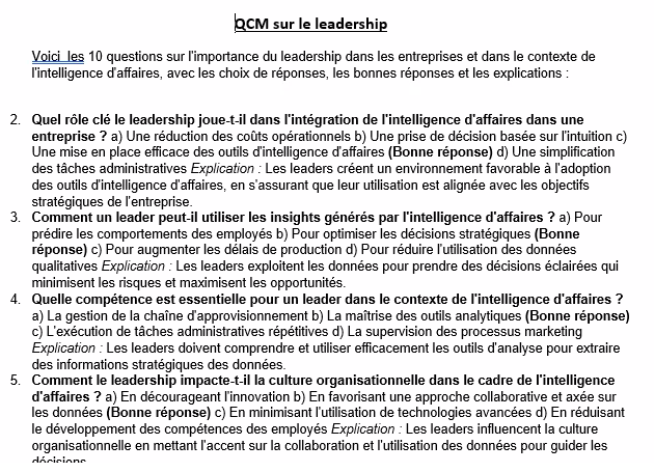 QCM sur le leadership
Voici les 10 questions sur l'importance du leadership dans les entreprises et dans le contexte de
l'intelligence d'affaires, avec les choix de réponses, les bonnes réponses et les explications :
2. Quel rôle clé le leadership joue-t-il dans l'intégration de l'intelligence d'affaires dans une
entreprise ? a) Une réduction des coûts opérationnels b) Une prise de décision basée sur l'intuition c)
Une mise en place efficace des outils d'intelligence d'affaires (Bonne réponse) d) Une simplification
des tâches administratives Explication : Les leaders créent un environnement favorable à l'adoption
des outils d'intelligence d'affaires, en s'assurant que leur utilisation est alignée avec les objectifs
stratégiques de l'entreprise.
3. Comment un leader peut-il utiliser les insights générés par l'intelligence d'affaires ? a) Pour
prédire les comportements des employés b) Pour optimiser les décisions stratégiques (Bonne
réponse) c) Pour augmenter les délais de production d) Pour réduire l'utilisation des données
qualitatives Explication : Les leaders exploitent les données pour prendre des décisions éclairées qui
minimisent les risques et maximisent les opportunités.
4. Quelle compétence est essentielle pour un leader dans le contexte de l'intelligence d'affaires ?
a) La gestion de la chaîne d'approvisionnement b) La maîtrise des outils analytiques (Bonne réponse)
c) L'exécution de tâches administratives répétitives d) La supervision des processus marketing
Explication : Les leaders doivent comprendre et utiliser efficacement les outils d'analyse pour extraire
des informations stratégiques des données.
5. Comment le leadership impacte-t-il la culture organisationnelle dans le cadre de l'intelligence
d'affaires ? a) En décourageant l'innovation b) En favorisant une approche collaborative et axée sur
les données (Bonne réponse) c) En minimisant l'utilisation de technologies avancées d) En réduisant
le développement des compétences des employés Explication : Les leaders influencent la culture
organisationnelle en mettant l'accent sur la collaboration et l'utilisation des données pour guider les
décisions.